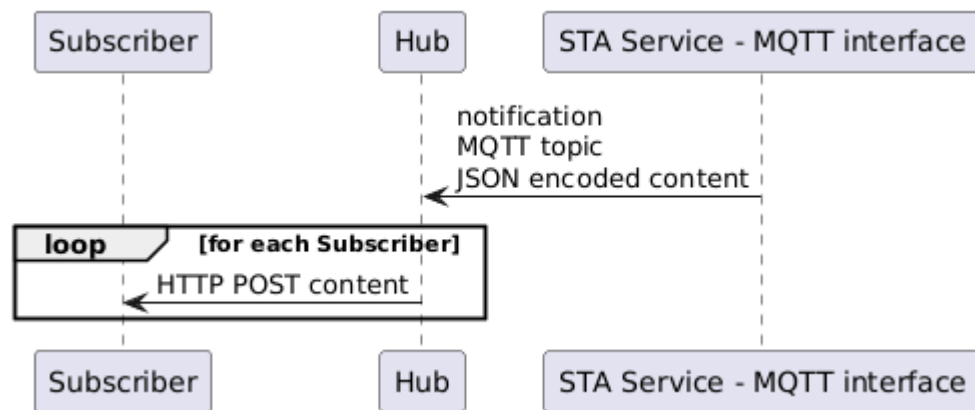 Subscriber
Hub
STA Service - MQTT interface
notification
MQTT topic
JSON encoded content
loop
[for each Subscriber]
HTTP POST content
Subscriber
Hub
STA Service - MQTT interface